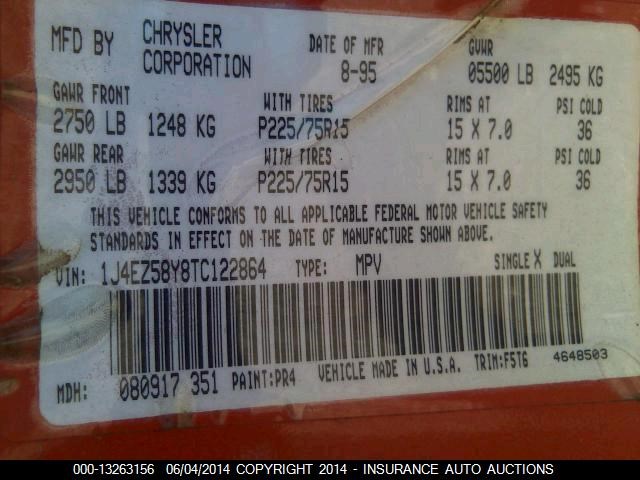 MFD BY CHRYSLER CORPORATION DATE OF MFR 8-95 GVWR 05500 LB 2495 KG
GAWR FRONT WITH TIRES RIMS AT PSI COLD
2750 LB 1248 KG P225/75R15 15 X 7.0 36
GAWR REAR WITH TIRES RIMS AT PSI COLD
2950 LB 1339 KG P225/75R15 15 X 7.0 36
THIS VEHICLE CONFORMS TO ALL APPLICABLE FEDERAL MOTOR VEHICLE SAFETY
STANDARDS IN EFFECT ON THE DATE OF MANUFACTURE SHOWN ABOVE.
VIN: 1J4EZ58Y8TC122864 TYPE: MPV SINGLE X DUAL
MDH: 080917 351 PAINT:PR4 VEHICLE MADE IN U.S.A. TRIM:F5T6 4648503
000-13263156 06/04/2014 COPYRIGHT 2014 - INSURANCE AUTO AUCTIONS